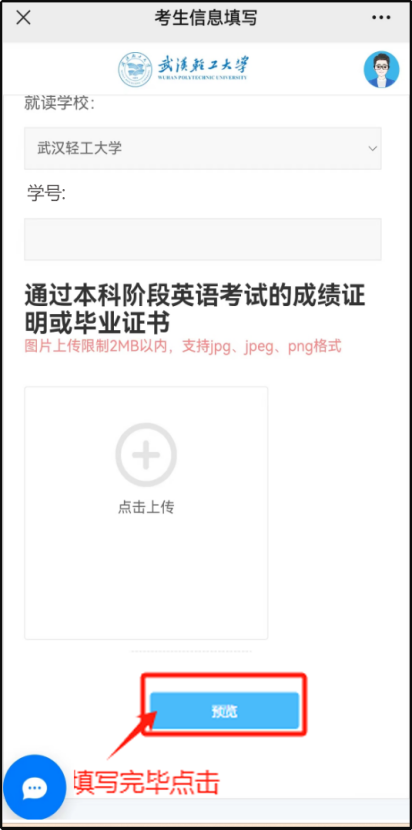 考生信息填写
武汉轻工大学
WUHAN POLYTECHNIC UNIVERSITY
就读学校:
武汉轻工大学
学号:
通过本科阶段英语考试的成绩证
明或毕业证书
图片上传限制2MB以内，支持jpg、jpeg、png格式
点击上传
预览
填写完毕点击